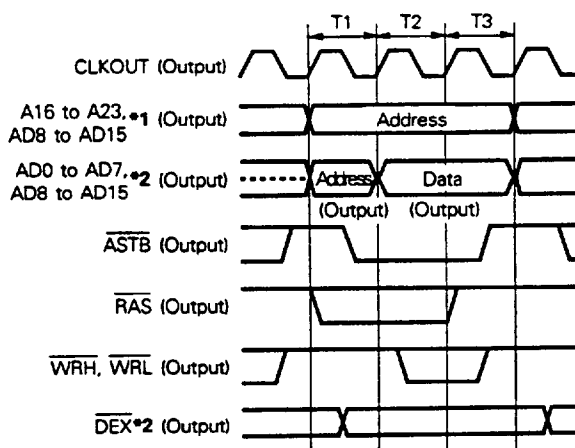 T1 T2 T3
CLKOUT (Output)
A16 to A23,*1 (Output)
AD8 to AD15
Address
AD0 to AD7,*2 (Output)
AD8 to AD15
Address Data
(Output) (Output)
ASTB (Output)
RAS (Output)
WRH, WRL (Output)
DEX*2 (Output)